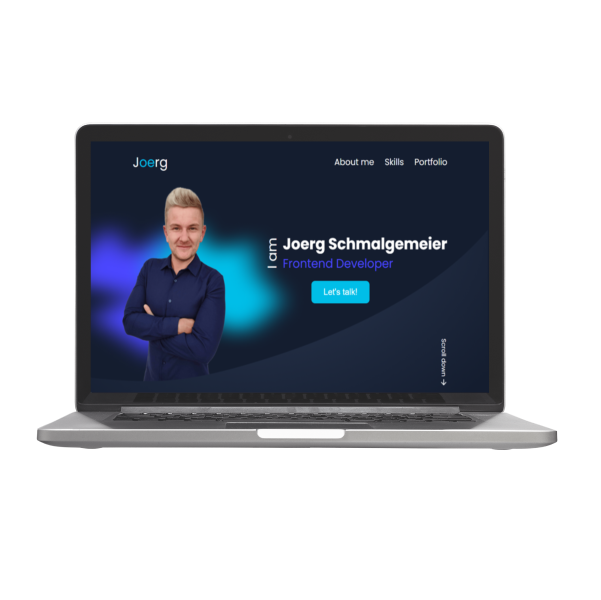 Joerg
About me Skills Portfolio
I am
Joerg Schmalgemeier
Frontend Developer
Let's talk!
Scroll down →